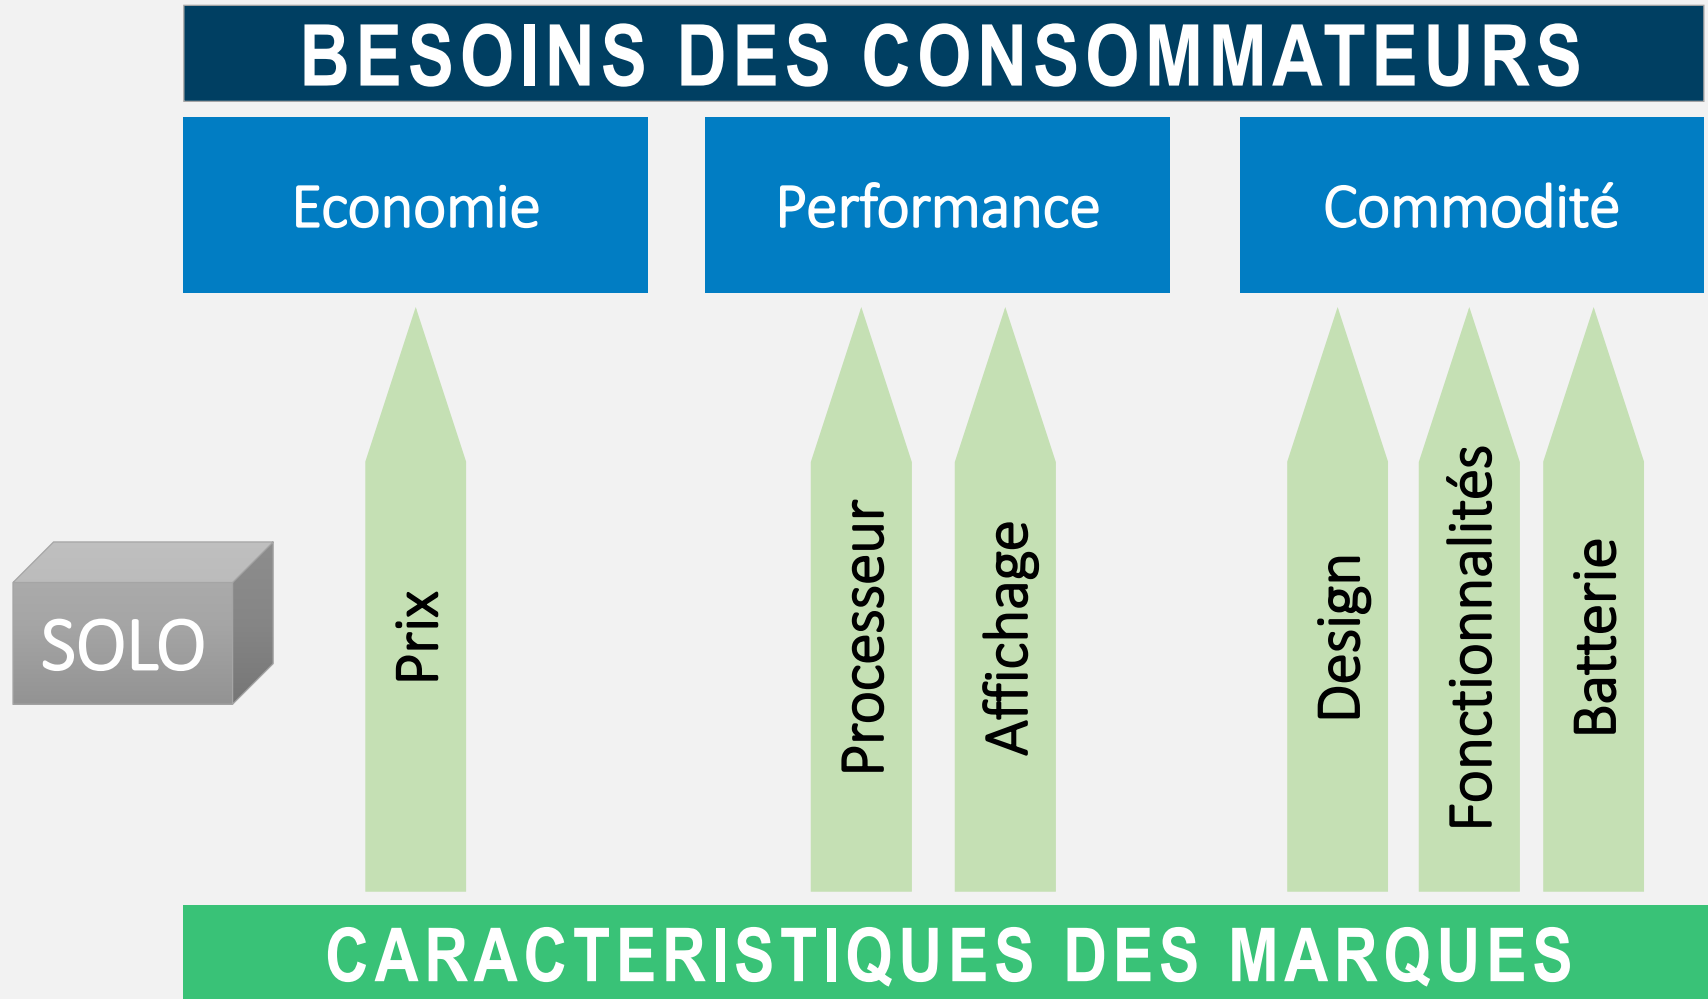 BESOINS DES CONSOMMATEURS
Economie
Performance
Commodité
SOLO
Prix
Processeur
Affichage
Design
Fonctionnalités
Batterie
CARACTERISTIQUES DES MARQUES